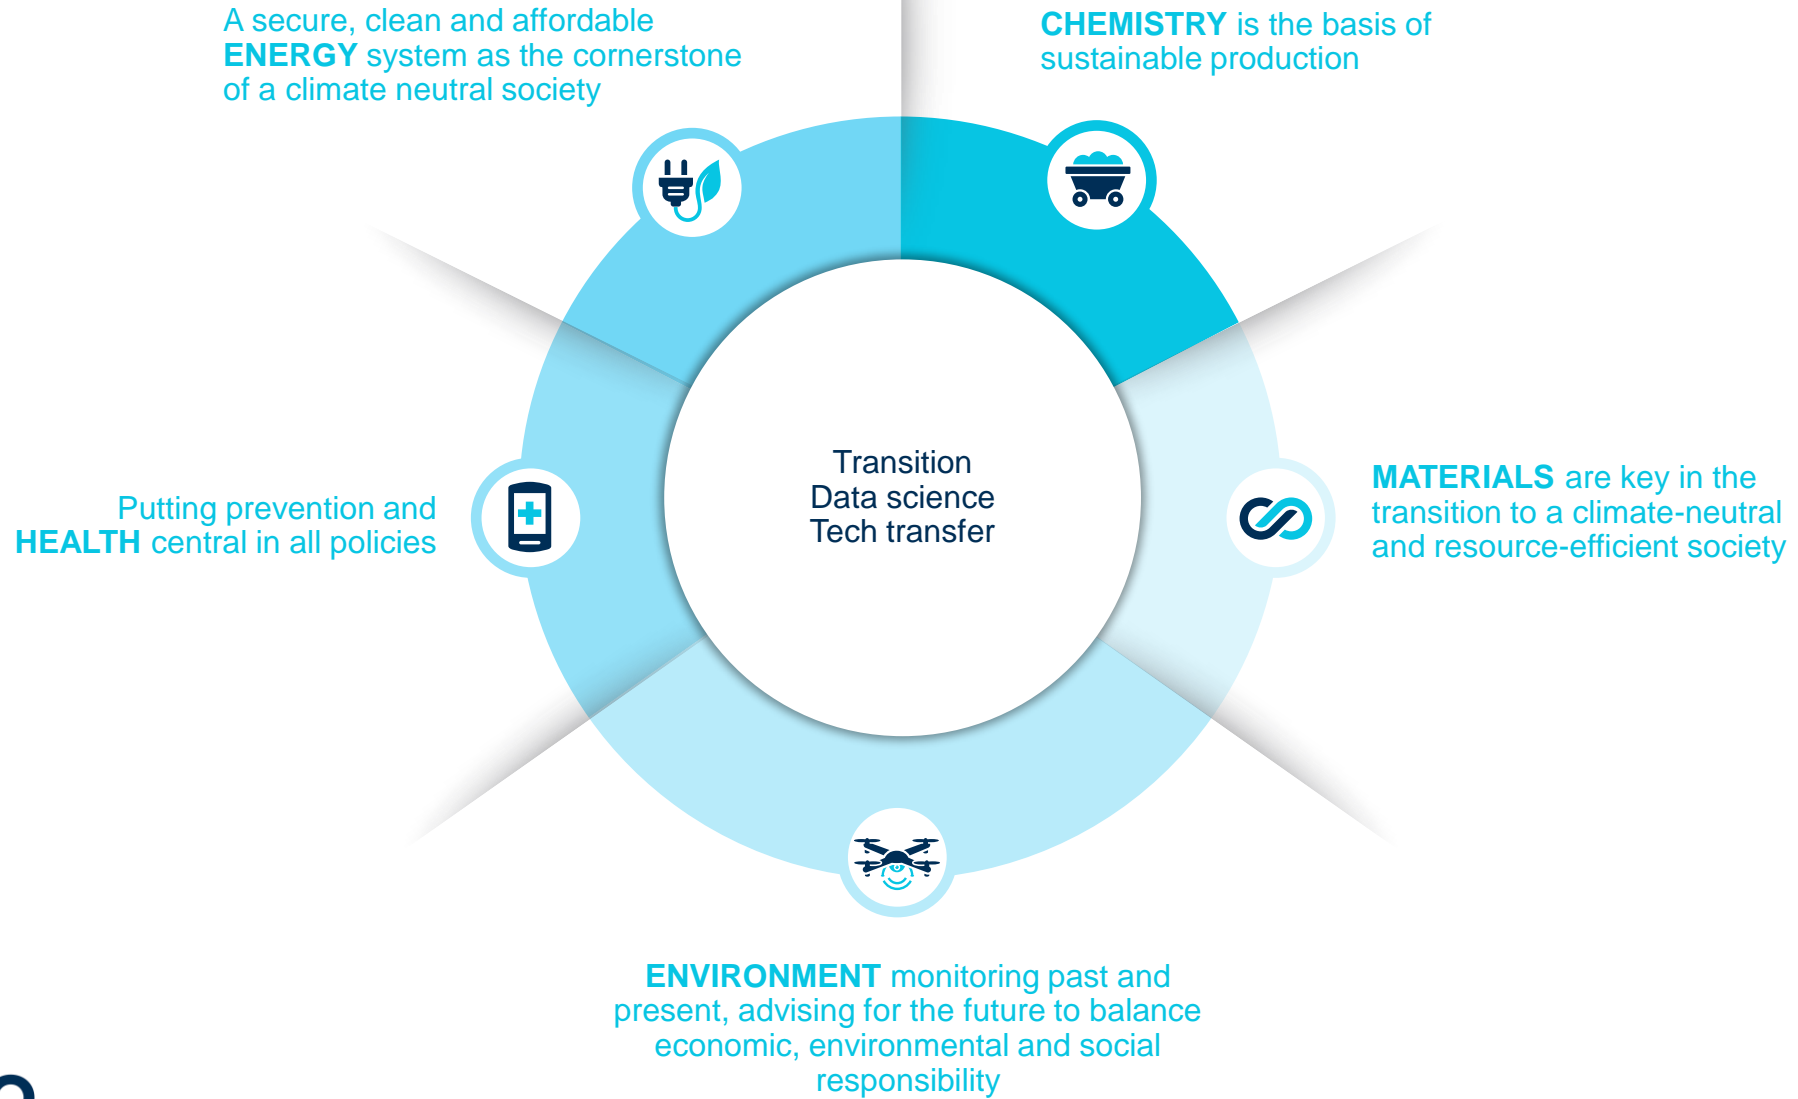 A secure, clean and affordable
ENERGY system as the cornerstone
of a climate neutral society
CHEMISTRY is the basis of
sustainable production
Transition
Data science
Tech transfer
Putting prevention and
HEALTH central in all policies
MATERIALS are key in the
transition to a climate-neutral
and resource-efficient society
ENVIRONMENT monitoring past and
present, advising for the future to balance
economic, environmental and social
responsibility